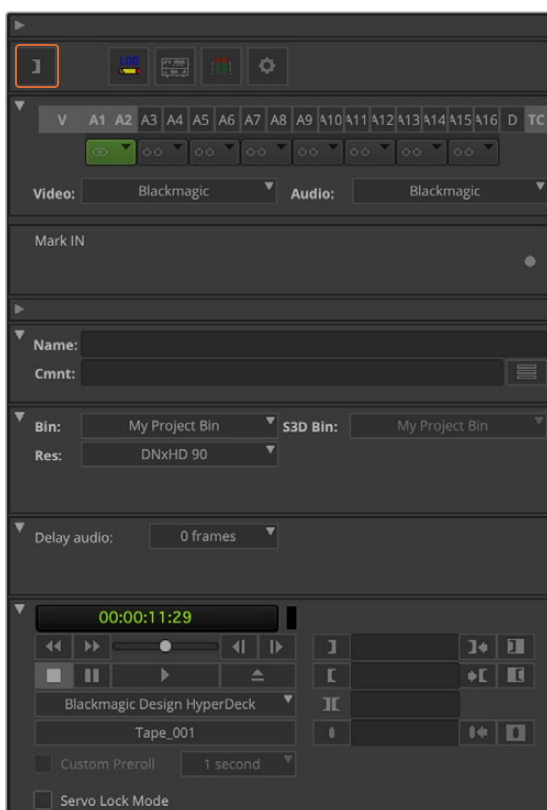 LOG
V A1 A2 A3 A4 A5 A6 A7 A8 A9 A10 A11 A12 A13 A14 A15 A16 D TC
Video: Blackmagic Audio: Blackmagic
Mark IN
Name:
Cmnt:
Bin: My Project Bin S3D Bin: My Project Bin
Res: DNxHD 90
Delay audio: 0 frames
00:00:11:29
Blackmagic Design HyperDeck
Tape_001
Custom Preroll 1 second
Servo Lock Mode